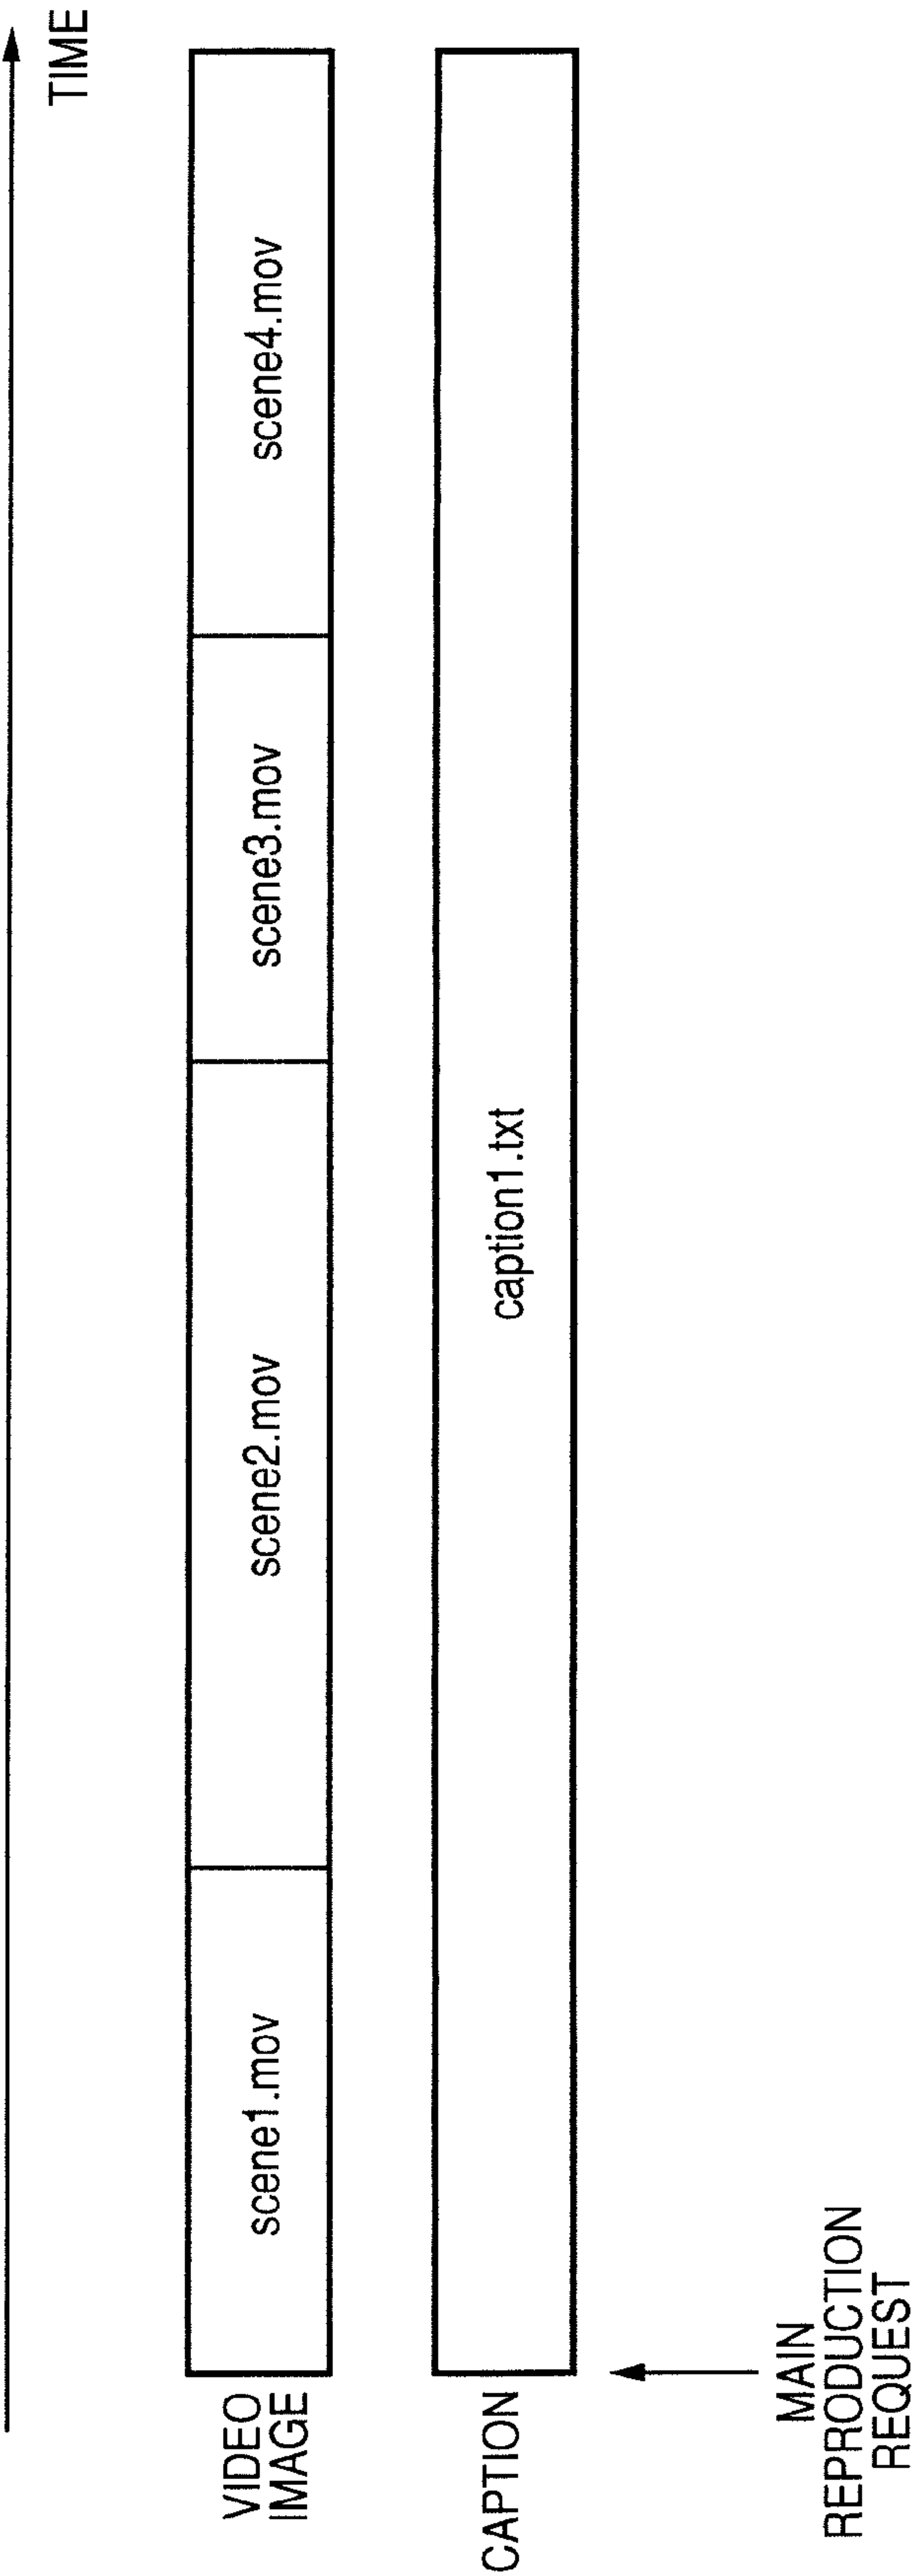 TIME
VIDEO
IMAGE
scene1.mov
scene2.mov
scene3.mov
scene4.mov
CAPTION
caption1.txt
MAIN
REPRODUCTION
REQUEST